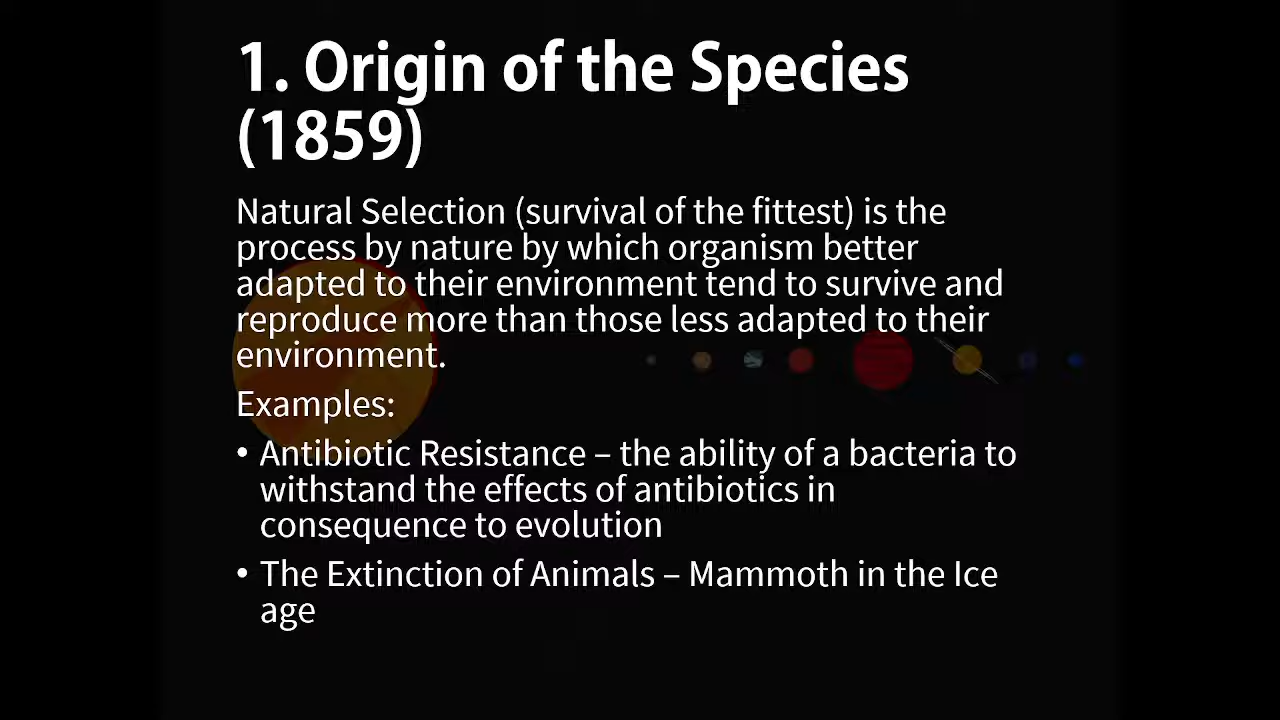 1. Origin of the Species
(1859)
Natural Selection (survival of the fittest) is the
process by nature by which organism better
adapted to their environment tend to survive and
reproduce more than those less adapted to their
environment.
Examples:
• Antibiotic Resistance – the ability of a bacteria to
withstand the effects of antibiotics in
consequence to evolution
• The Extinction of Animals – Mammoth in the Ice
age